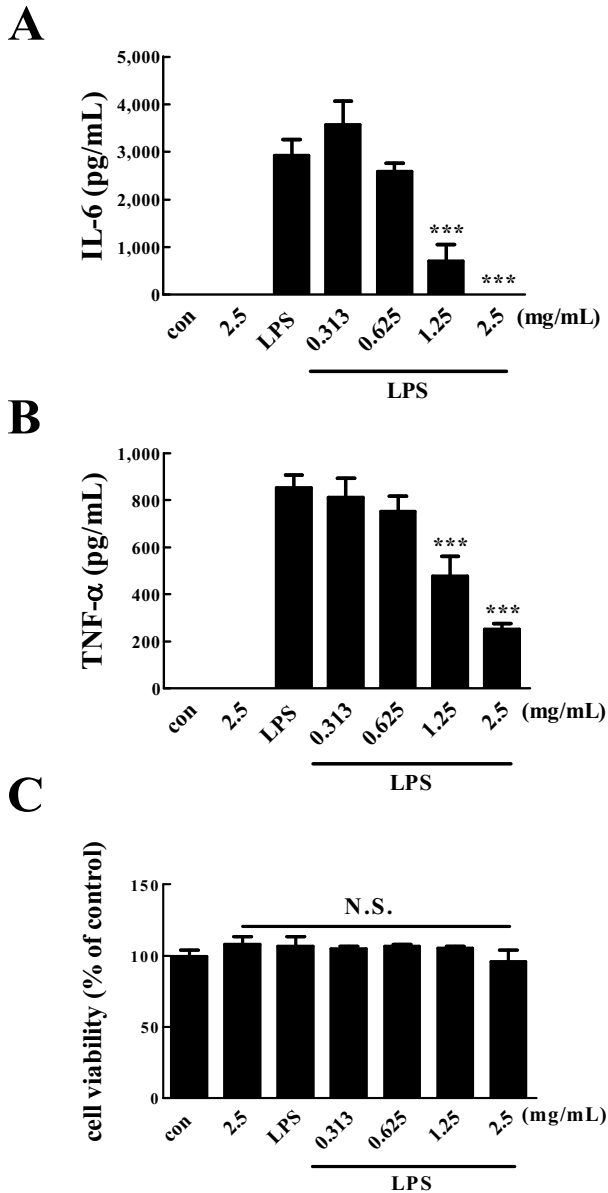 A
IL-6 (pg/mL)
5,000
4,000
3,000
2,000
1,000
0
***
***
con 2.5 LPS 0.313 0.625 1.25 2.5 (mg/mL)
LPS
B
TNF-α (pg/mL)
1,000
800
600
400
200
0
***
***
con 2.5 LPS 0.313 0.625 1.25 2.5 (mg/mL)
LPS
C
cell viability (% of control)
150
100
50
0
N.S.
con 2.5 LPS 0.313 0.625 1.25 2.5 (mg/mL)
LPS